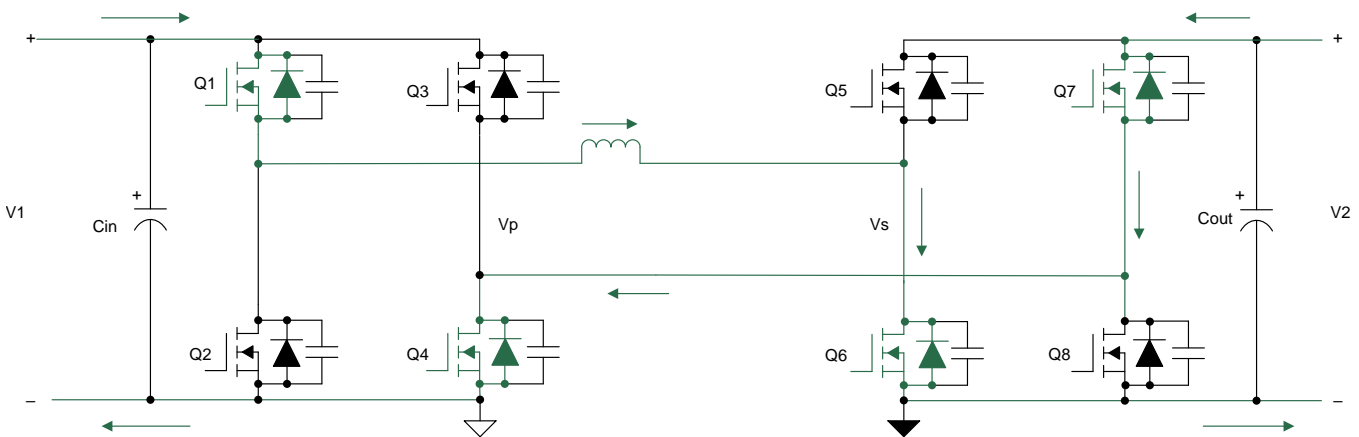 + +
Q1 Q3 Q5 Q7
+ +
V1 Cin Vp Vs Cout V2
Q2 Q4 Q6 Q8
– –